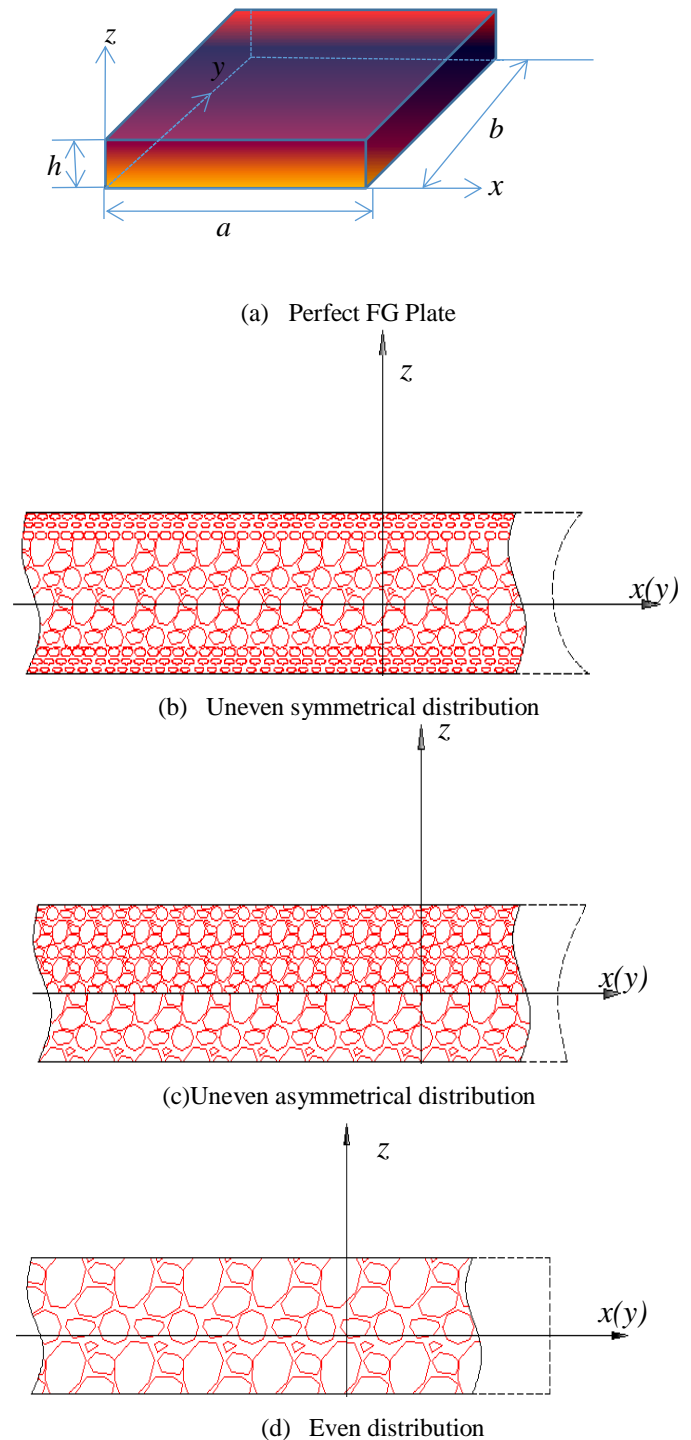 z
y
b
h
x
a
(a) Perfect FG Plate
z
x(y)
(b) Uneven symmetrical distribution
z
x(y)
(c)Uneven asymmetrical distribution
z
x(y)
(d) Even distribution